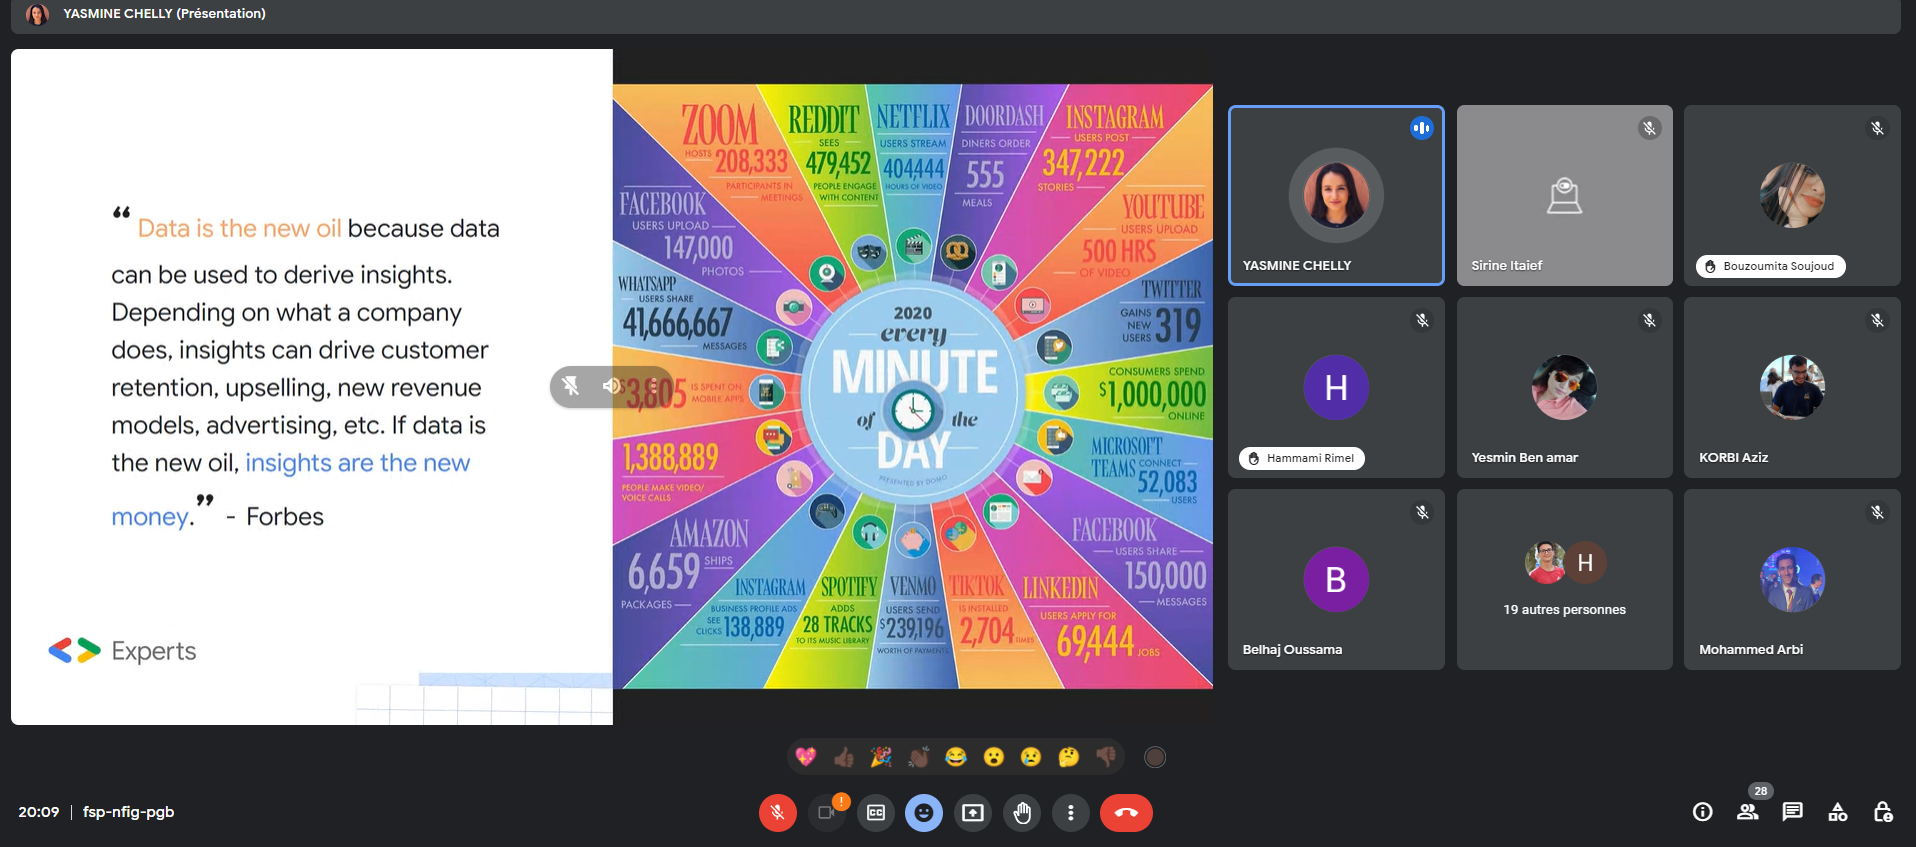 YASMINE CHELLY (Présentation)
“ Data is the new oil because data
can be used to derive insights.
Depending on what a company
does, insights can drive customer
retention, upselling, new revenue
models, advertising, etc. If data is
the new oil, insights are the new
money.” - Forbes
Experts
ZOOM
HOSTS 208,333
PARTICIPANTS IN
MEETINGS
REDDIT
SEES
479,452
PEOPLE ENGAGE
WITH CONTENT
NETFLIX
USERS STREAM
404,444
HOURS OF VIDEO
DOORDASH
DINERS ORDER
555
MEALS
INSTAGRAM
USERS POST
347,222
STORIES
YOUTUBE
USERS UPLOAD
500 HRS
OF VIDEO
TWITTER
GAINS
NEW
USERS 319
CONSUMERS SPEND
$1,000,000
ONLINE
MICROSOFT
TEAMS CONNECT
52,083
USERS
FACEBOOK
USERS SHARE
150,000
MESSAGES
LINKEDIN
USERS APPLY FOR
69,444 JOBS
TIKTOK
IS INSTALLED
2,704 TIMES
VENMO
USERS SEND
$239,196
WORTH OF PAYMENTS
SPOTIFY
ADDS
28 TRACKS
TO ITS MUSIC LIBRARY
INSTAGRAM
BUSINESS PROFILE ADS
SEE
CLICKS 138,889
AMAZON
6,659 SHIPS
PACKAGES
1,388,889
PEOPLE MAKE VIDEO/
VOICE CALLS
$3,805 IS SPENT ON
MOBILE APPS
WHATSAPP
USERS SHARE
41,666,667
MESSAGES
FACEBOOK
USERS UPLOAD
147,000
PHOTOS
2020
every
MINUTE
of the
DAY
PRESENTED BY DOMO
YASMINE CHELLY
Sirine Itaief
Bouzoumita Soujoud
H
Hammami Rimel
Yesmin Ben amar
KORBI Aziz
B
Belhaj Oussama
H
19 autres personnes
Mohammed Arbi
20:09 | fsp-nfig-pgb
!
CC
28